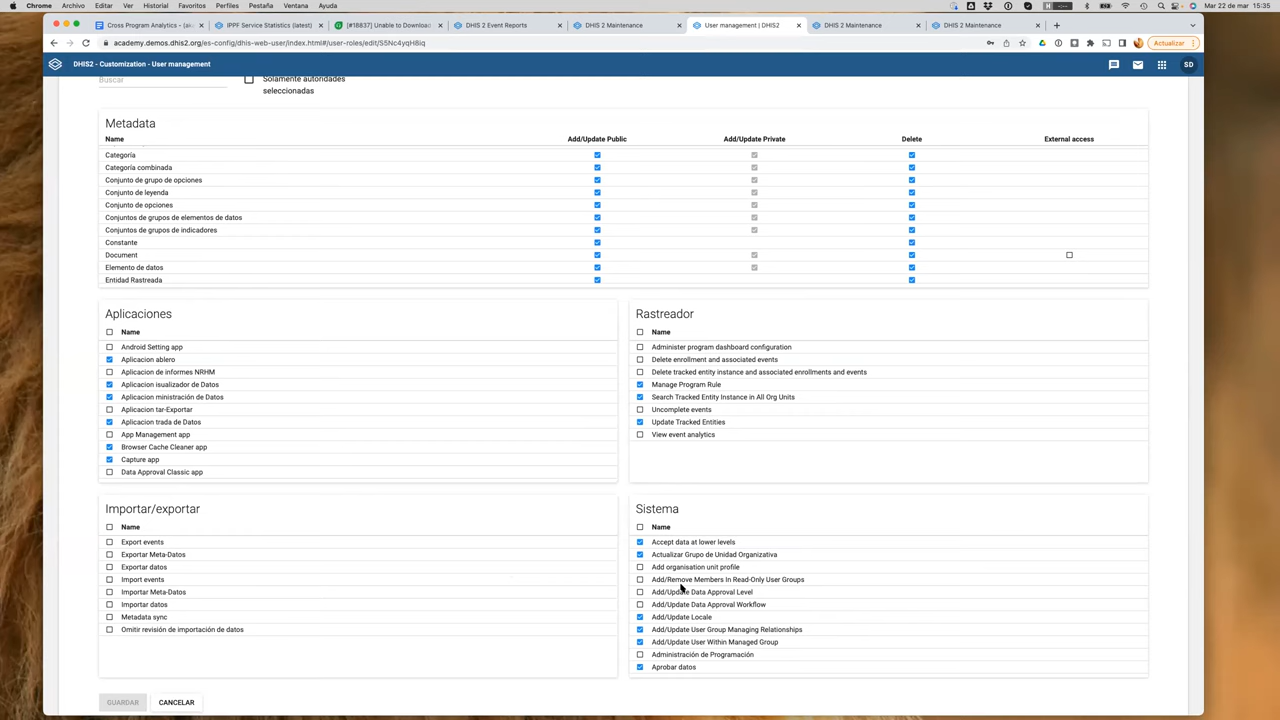 Chrome Archivo Editar Ver Historial Favoritos Perfiles Pestaña Ventana Ayuda
Mar 22 de mar 15:35
Cross Program Analytics -
IPPF Service Statistics (latest)
[#18837] Unable to Download
DHIS 2 Event Reports
DHIS 2 Maintenance
User management | DHIS2
DHIS 2 Maintenance
DHIS 2 Maintenance
academy.demos.dhis2.org/es-config/dhis-web-user/index.html#/user-roles/edit/S5Nc4yqH8iq
Actualizar
DHIS2 - Customization - User management
SD
Buscar
Solamente autoridades
seleccionadas
Metadata
Name Add/Update Public Add/Update Private Delete External access
Categoría
Categoría combinada
Conjunto de grupo de opciones
Conjunto de leyenda
Conjunto de opciones
Conjuntos de grupos de elementos de datos
Conjuntos de grupos de indicadores
Constante
Document
Elemento de datos
Entidad Rastreada
Aplicaciones
Name
Android Setting app
Aplicacion ablero
Aplicacion de informes NRHM
Aplicacion isualizador de Datos
Aplicacion ministración de Datos
Aplicacion tar-Exportar
Aplicacion trada de Datos
App Management app
Browser Cache Cleaner app
Capture app
Data Approval Classic app
Rastreador
Name
Administer program dashboard configuration
Delete enrollment and associated events
Delete tracked entity instance and associated enrollments and events
Manage Program Rule
Search Tracked Entity Instance in All Org Units
Uncomplete events
Update Tracked Entities
View event analytics
Importar/exportar
Name
Export events
Exportar Meta-Datos
Exportar datos
Import events
Importar Meta-Datos
Importar datos
Metadata sync
Omitir revisión de importación de datos
Sistema
Name
Accept data at lower levels
Actualizar Grupo de Unidad Organizativa
Add organisation unit profile
Add/Remove Members In Read-Only User Groups
Add/Update Data Approval Level
Add/Update Data Approval Workflow
Add/Update Locale
Add/Update User Group Managing Relationships
Add/Update User Within Managed Group
Administración de Programación
Aprobar datos
GUARDAR
CANCELAR